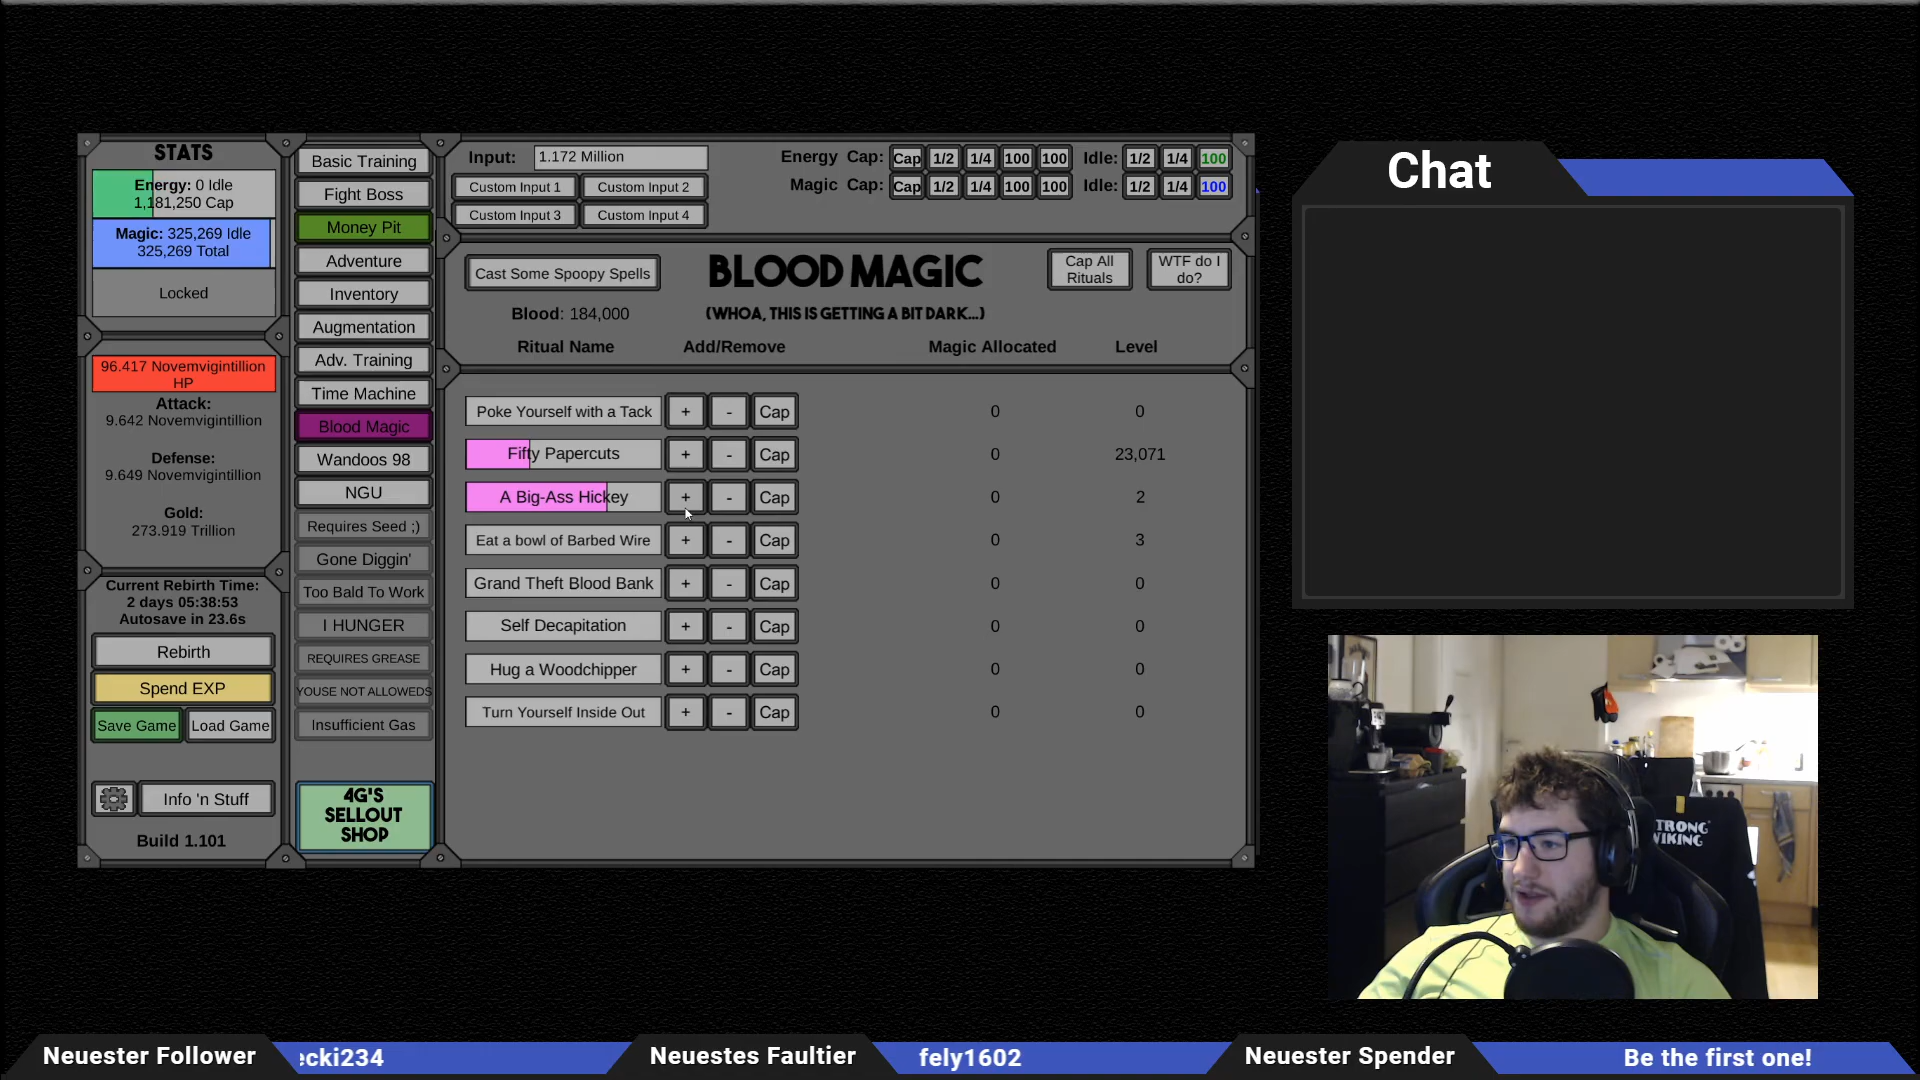 STATS
Energy: 0 Idle
1,181,250 Cap
Magic: 325,269 Idle
325,269 Total
Locked
96.417 Novemvigintillion
HP
Attack:
9.642 Novemvigintillion
Defense:
9.649 Novemvigintillion
Gold:
273.919 Trillion
Current Rebirth Time:
2 days 05:38:53
Autosave in 23.6s
Rebirth
Spend EXP
Save Game
Load Game
Info 'n Stuff
Build 1.101
Basic Training
Fight Boss
Money Pit
Adventure
Inventory
Augmentation
Adv. Training
Time Machine
Blood Magic
Wandoos 98
NGU
Requires Seed ;)
Gone Diggin'
Too Bald To Work
I HUNGER
REQUIRES GREASE
YOUSE NOT ALLOWEDS
Insufficient Gas
4G'S
SELLOUT
SHOP
Input: 1.172 Million
Custom Input 1
Custom Input 2
Custom Input 3
Custom Input 4
Energy Cap: Cap 1/2 1/4 100 100 Idle: 1/2 1/4 100
Magic Cap: Cap 1/2 1/4 100 100 Idle: 1/2 1/4 100
Cast Some Spoopy Spells
BLOOD MAGIC
Cap All
Rituals
WTF do I
do?
Blood: 184,000
(WHOA, THIS IS GETTING A BIT DARK...)
Ritual Name Add/Remove Magic Allocated Level
Poke Yourself with a Tack + - Cap 0 0
Fifty Papercuts + - Cap 0 23,071
A Big-Ass Hickey + - Cap 0 2
Eat a bowl of Barbed Wire + - Cap 0 3
Grand Theft Blood Bank + - Cap 0 0
Self Decapitation + - Cap 0 0
Hug a Woodchipper + - Cap 0 0
Turn Yourself Inside Out + - Cap 0 0
Chat
TRONG
VIKING
Neuester Follower
ecki234
Neuestes Faultier
fely1602
Neuester Spender
Be the first one!